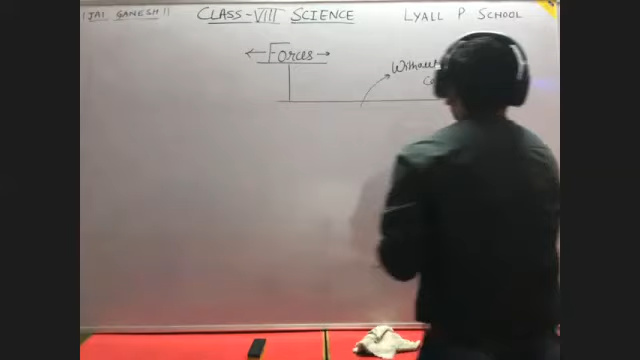 || JAI GANESH ||
CLASS-VIII SCIENCE
LYALL P SCHOOL
Forces
Without